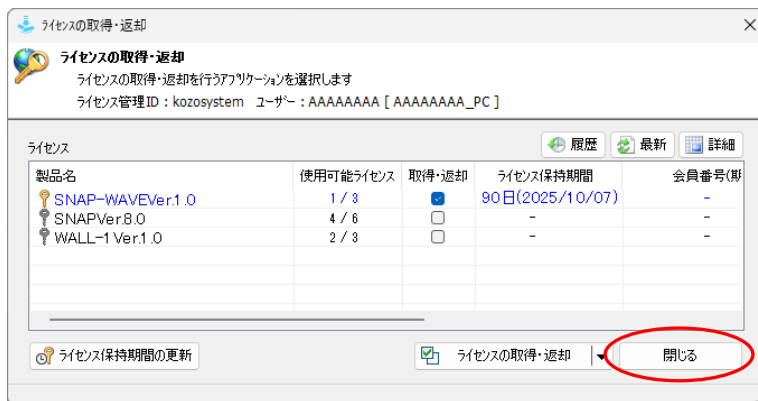 ライセンスの取得・返却
ライセンスの取得・返却
ライセンスの取得・返却を行うアプリケーションを選択します
ライセンス管理ID：kozosystem ユーザー：AAAAAAAA [ AAAAAAAA_PC ]
ライセンス 履歴 最新 詳細
製品名 使用可能ライセンス 取得・返却 ライセンス保持期間 会員番号(期
SNAP-WAVEVer.1.0 1 / 3 90日(2025/10/07) -
SNAPVer.8.0 4 / 6 - -
WALL-1 Ver.1.0 2 / 3 - -
ライセンス保持期間の更新 ライセンスの取得・返却 閉じる